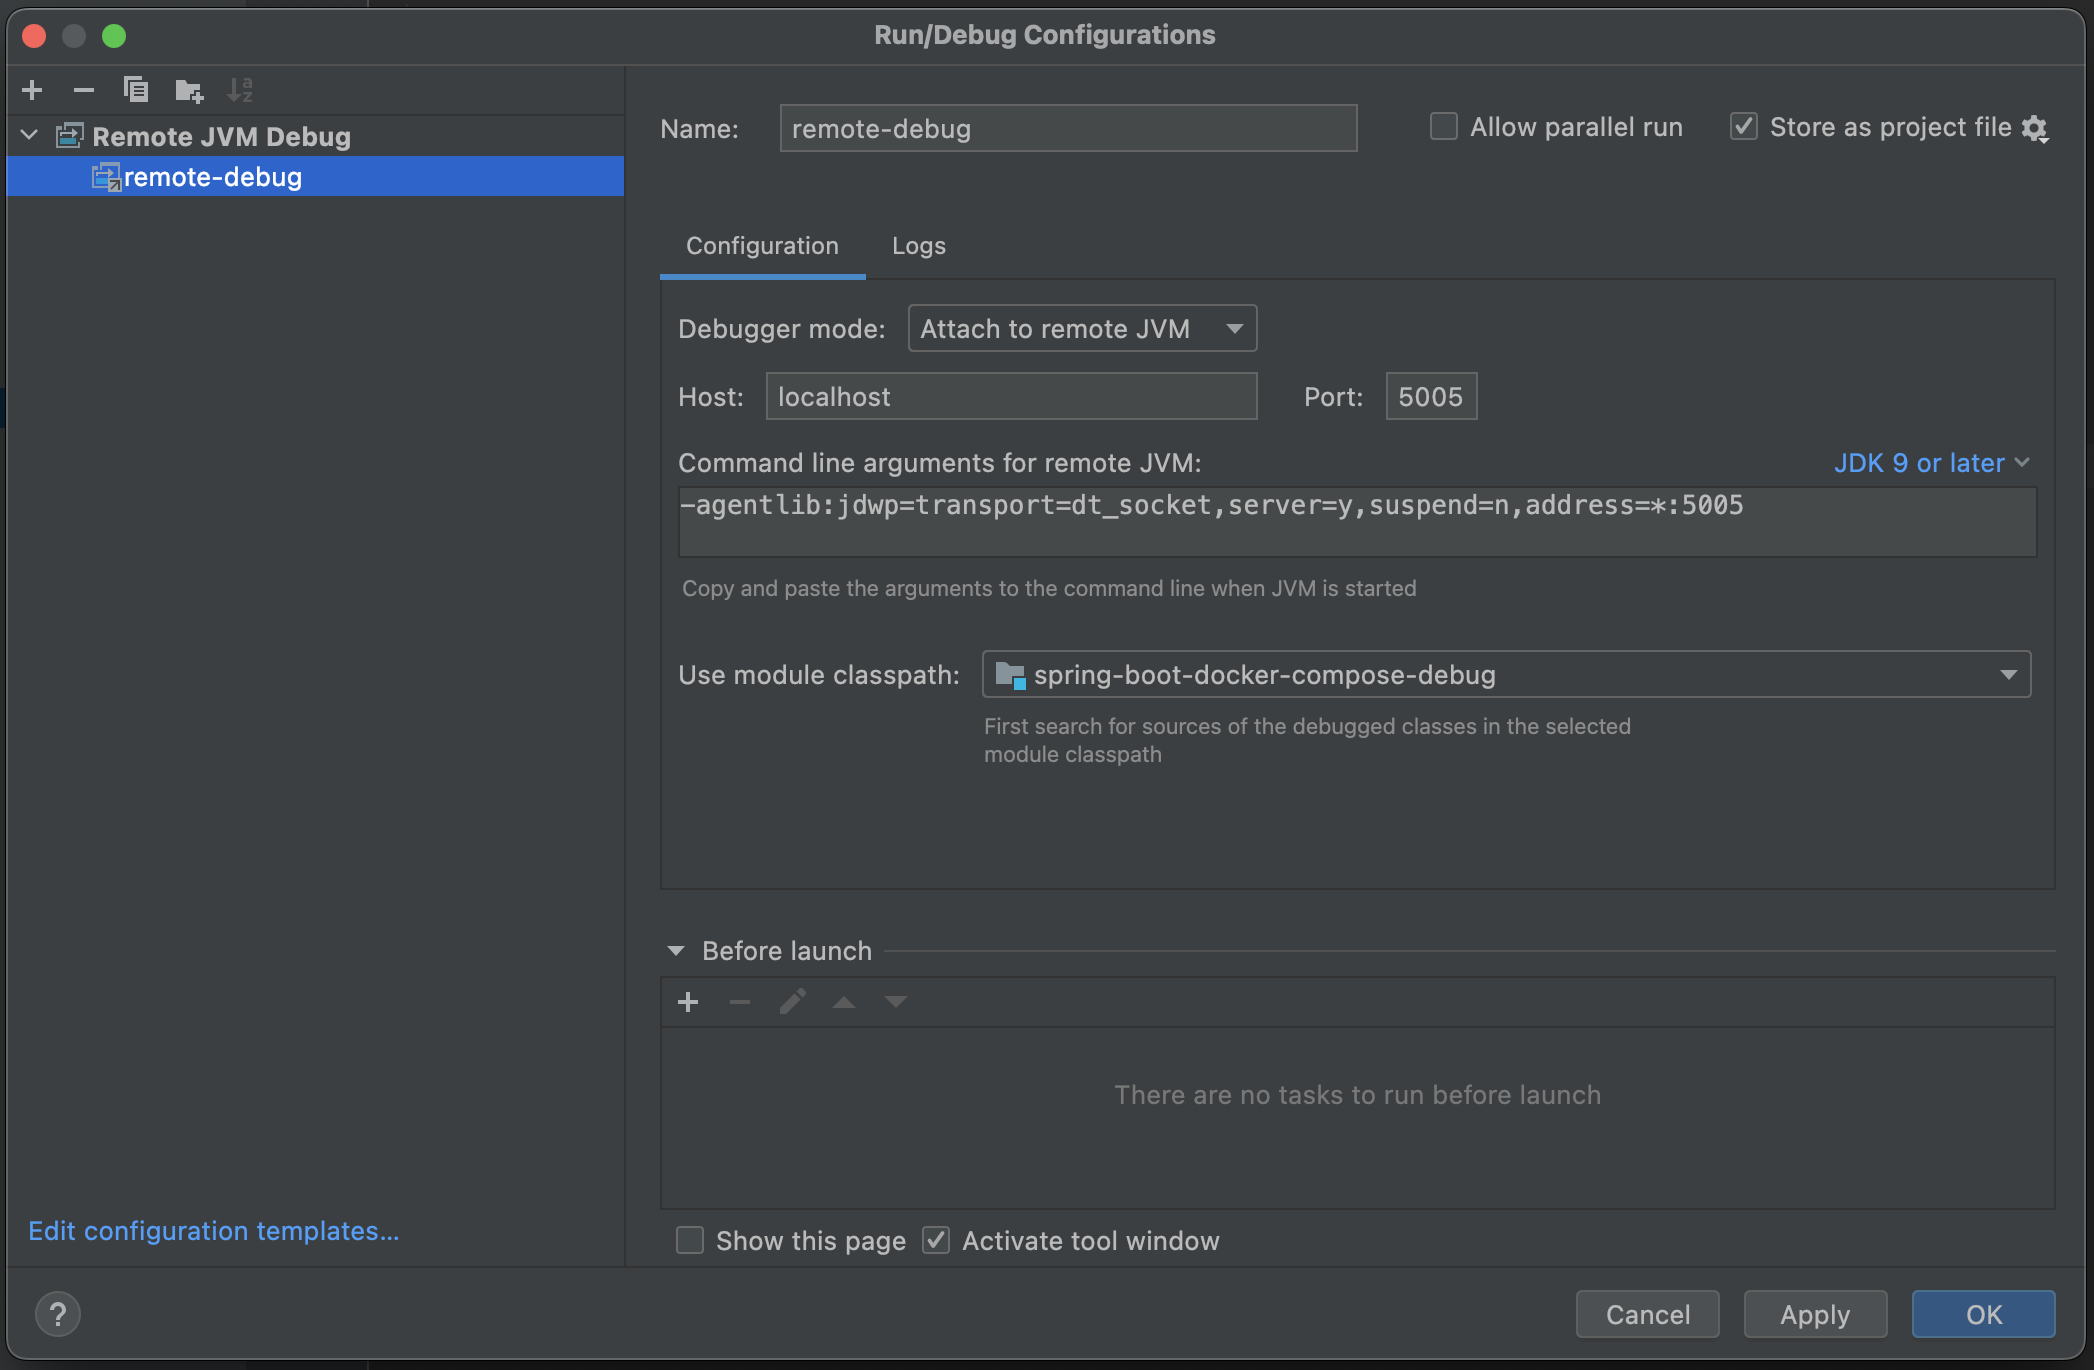 Run/Debug Configurations
Remote JVM Debug
remote-debug
Edit configuration templates...
Name: remote-debug
Allow parallel run
Store as project file
Configuration Logs
Debugger mode: Attach to remote JVM
Host: localhost Port: 5005
Command line arguments for remote JVM: JDK 9 or later
-agentlib:jdwp=transport=dt_socket,server=y,suspend=n,address=*:5005
Copy and paste the arguments to the command line when JVM is started
Use module classpath: spring-boot-docker-compose-debug
First search for sources of the debugged classes in the selected
module classpath
Before launch
There are no tasks to run before launch
Show this page Activate tool window
? Cancel Apply OK